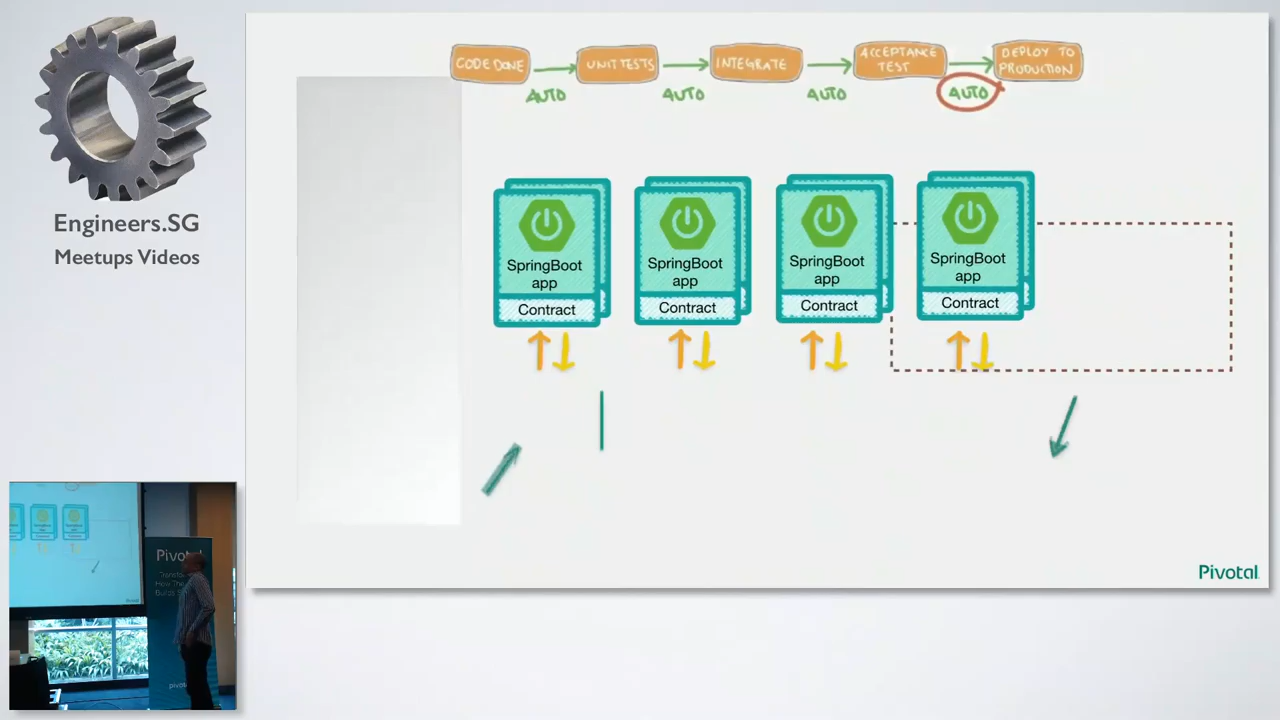 Engineers.SG
Meetups Videos
CODE DONE
UNIT TESTS
INTEGRATE
ACCEPTANCE
TEST
DEPLOY TO
PRODUCTION
AUTO
AUTO
AUTO
AUTO
SpringBoot
app
Contract
SpringBoot
app
Contract
SpringBoot
app
Contract
SpringBoot
app
Contract
Pivotal
Pivotal